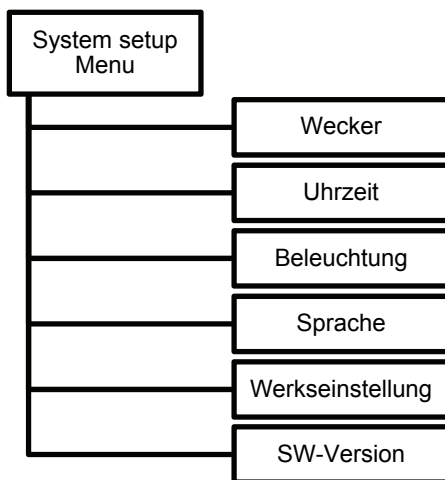 System setup
Menu
Wecker
Uhrzeit
Beleuchtung
Sprache
Werkseinstellung
SW-Version